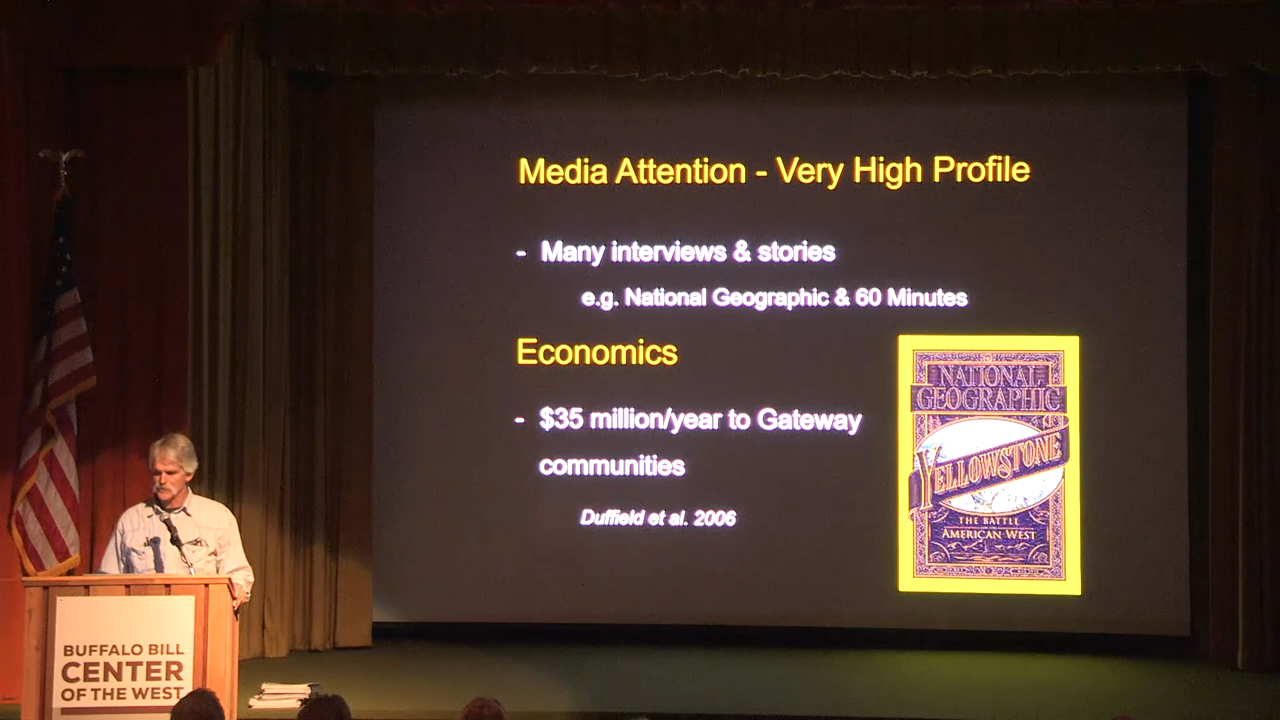 Media Attention - Very High Profile
- Many interviews & stories
e.g. National Geographic & 60 Minutes
Economics
- $35 million/year to Gateway
communities
Duffield et al. 2006
NATIONAL
GEOGRAPHIC
YELLOWSTONE
THE BATTLE
AMERICAN WEST
BUFFALO BILL
CENTER
OF THE WEST